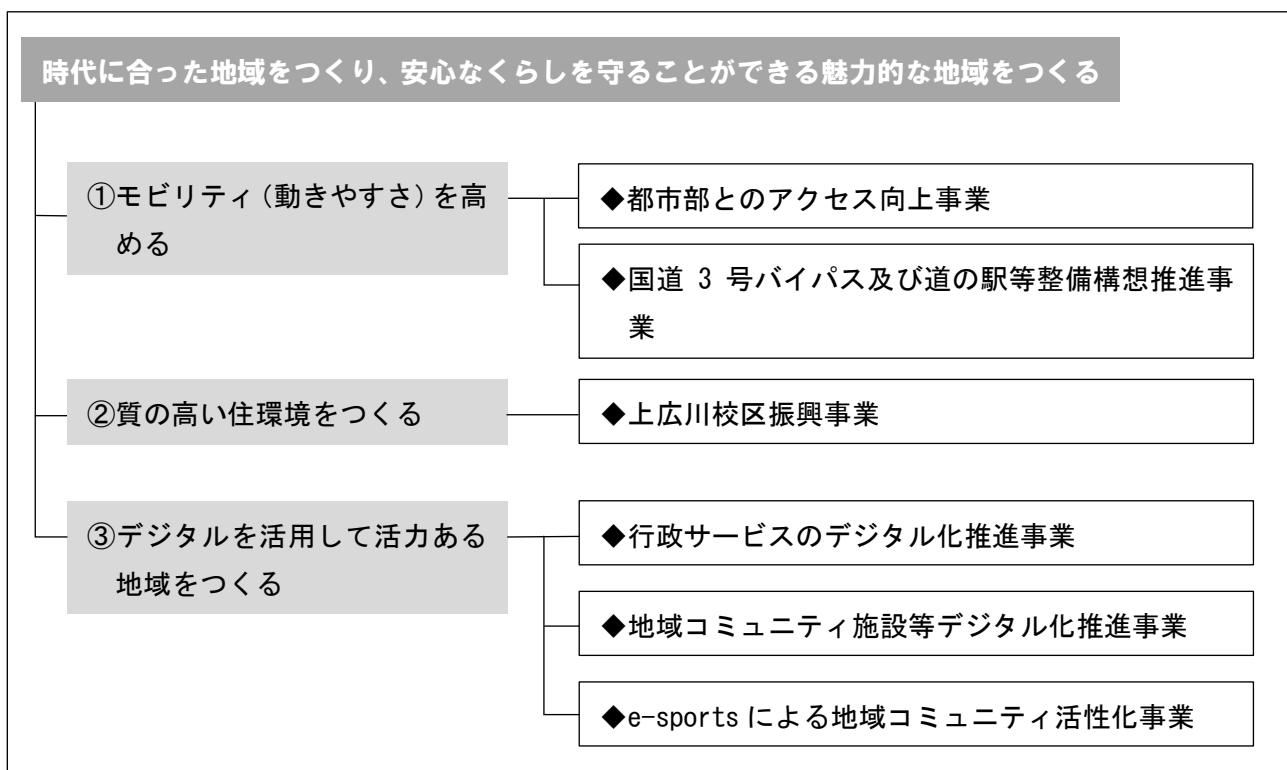 時代に合った地域をつくり、安心なくらしを守ることができる魅力的な地域をつくる
①モビリティ(動きやすさ)を高
める
◆都市部とのアクセス向上事業
◆国道 3 号バイパス及び道の駅等整備構想推進事
業
②質の高い住環境をつくる
◆上広川校区振興事業
③デジタルを活用して活力ある
地域をつくる
◆行政サービスのデジタル化推進事業
◆地域コミュニティ施設等デジタル化推進事業
◆e-sports による地域コミュニティ活性化事業